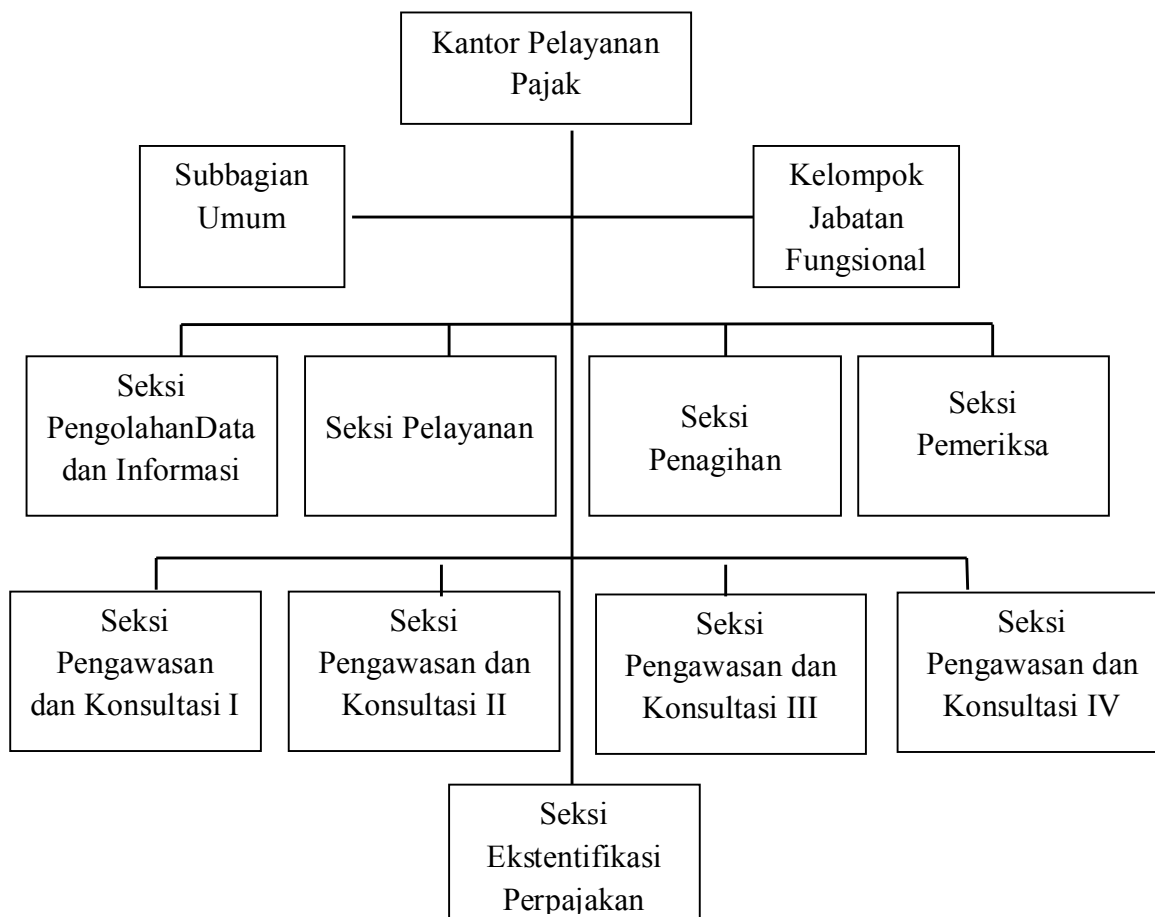 Kantor Pelayanan
Pajak
Subbagian
Umum
Kelompok
Jabatan
Fungsional
Seksi
PengolahanData
dan Informasi
Seksi Pelayanan
Seksi
Penagihan
Seksi
Pemeriksa
Seksi
Pengawasan
dan Konsultasi I
Seksi
Pengawasan dan
Konsultasi II
Seksi
Pengawasan dan
Konsultasi III
Seksi
Pengawasan dan
Konsultasi IV
Seksi
Ekstentifikasi
Perpajakan